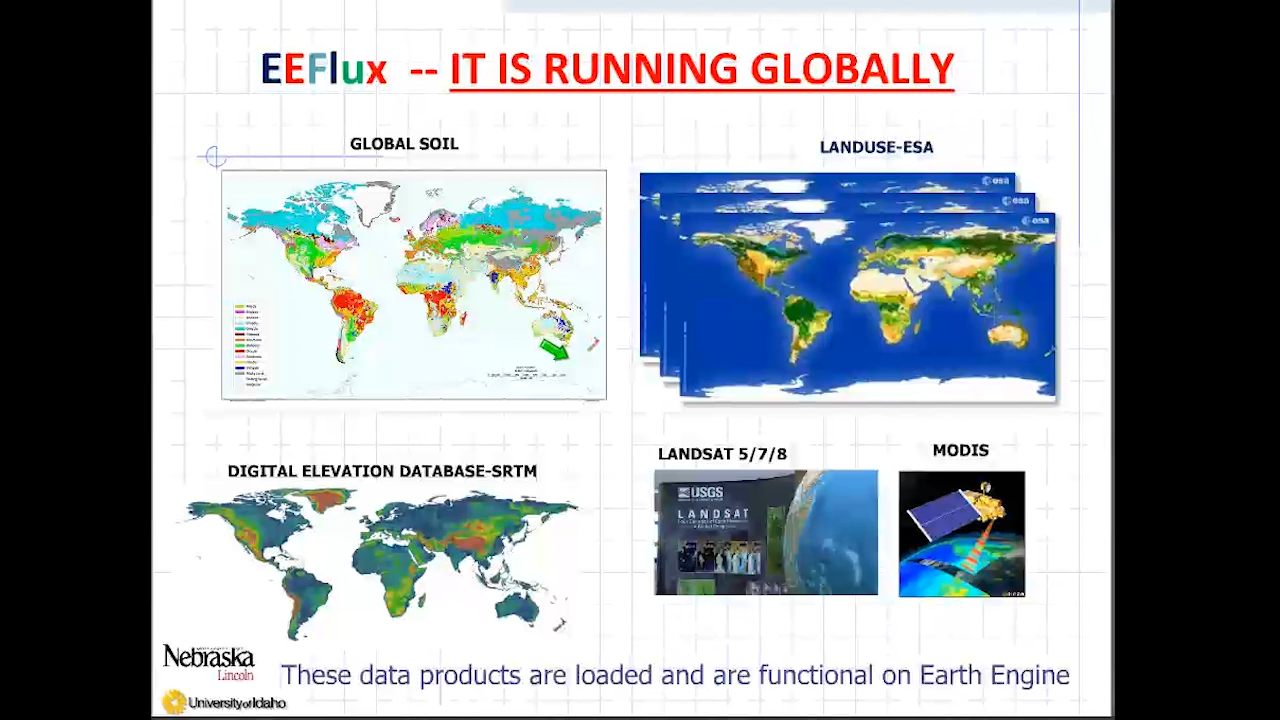 EEFlux -- IT IS RUNNING GLOBALLY
GLOBAL SOIL
LANDUSE-ESA
esa
esa
esa
DIGITAL ELEVATION DATABASE-SRTM
LANDSAT 5/7/8
MODIS
USGS
LANDSAT
Nebraska
Lincoln
University of Idaho
These data products are loaded and are functional on Earth Engine